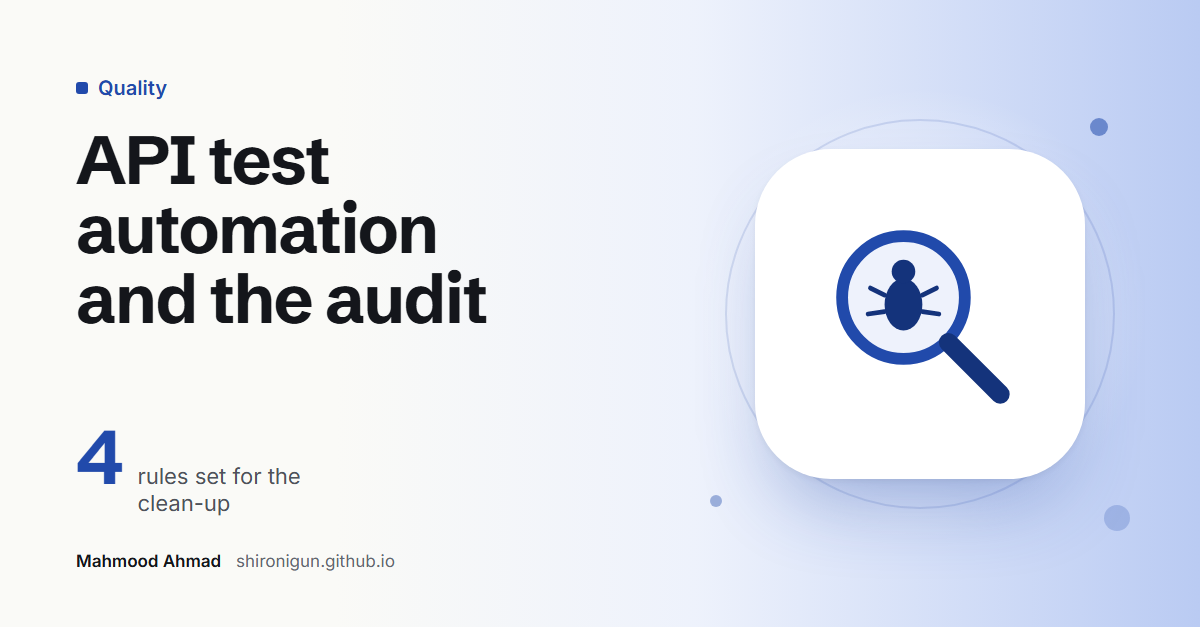 Quality
API test
automation
and the audit
4
rules set for the
clean-up
Mahmood Ahmad shironigun.github.io